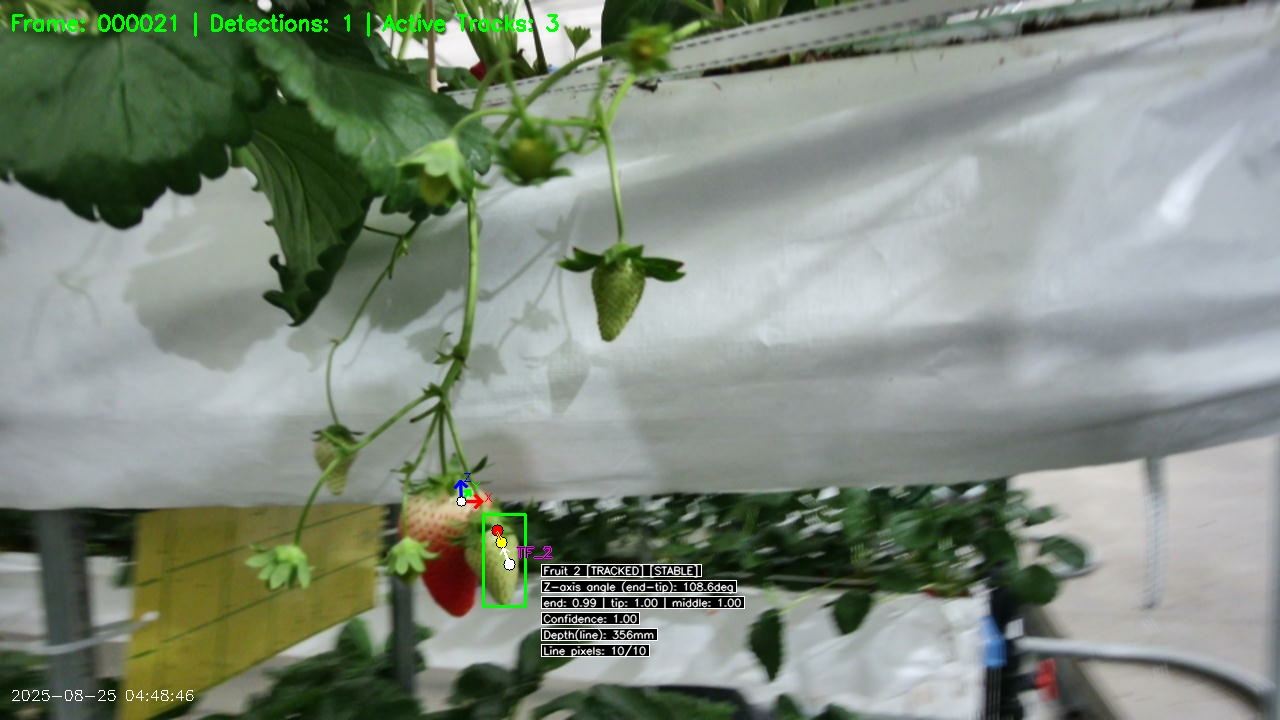 Frame: 000021 | Detections: 1 | Active Tracks: 3
Z
X
TF_2
Fruit 2 [TRACKED] [STABLE]
Z-axis angle (end-tip): 108.6deg
end: 0.99 | tip: 1.00 | middle: 1.00
Confidence: 1.00
Depth(line): 356mm
Line pixels: 10/10
2025-08-25 04:48:46